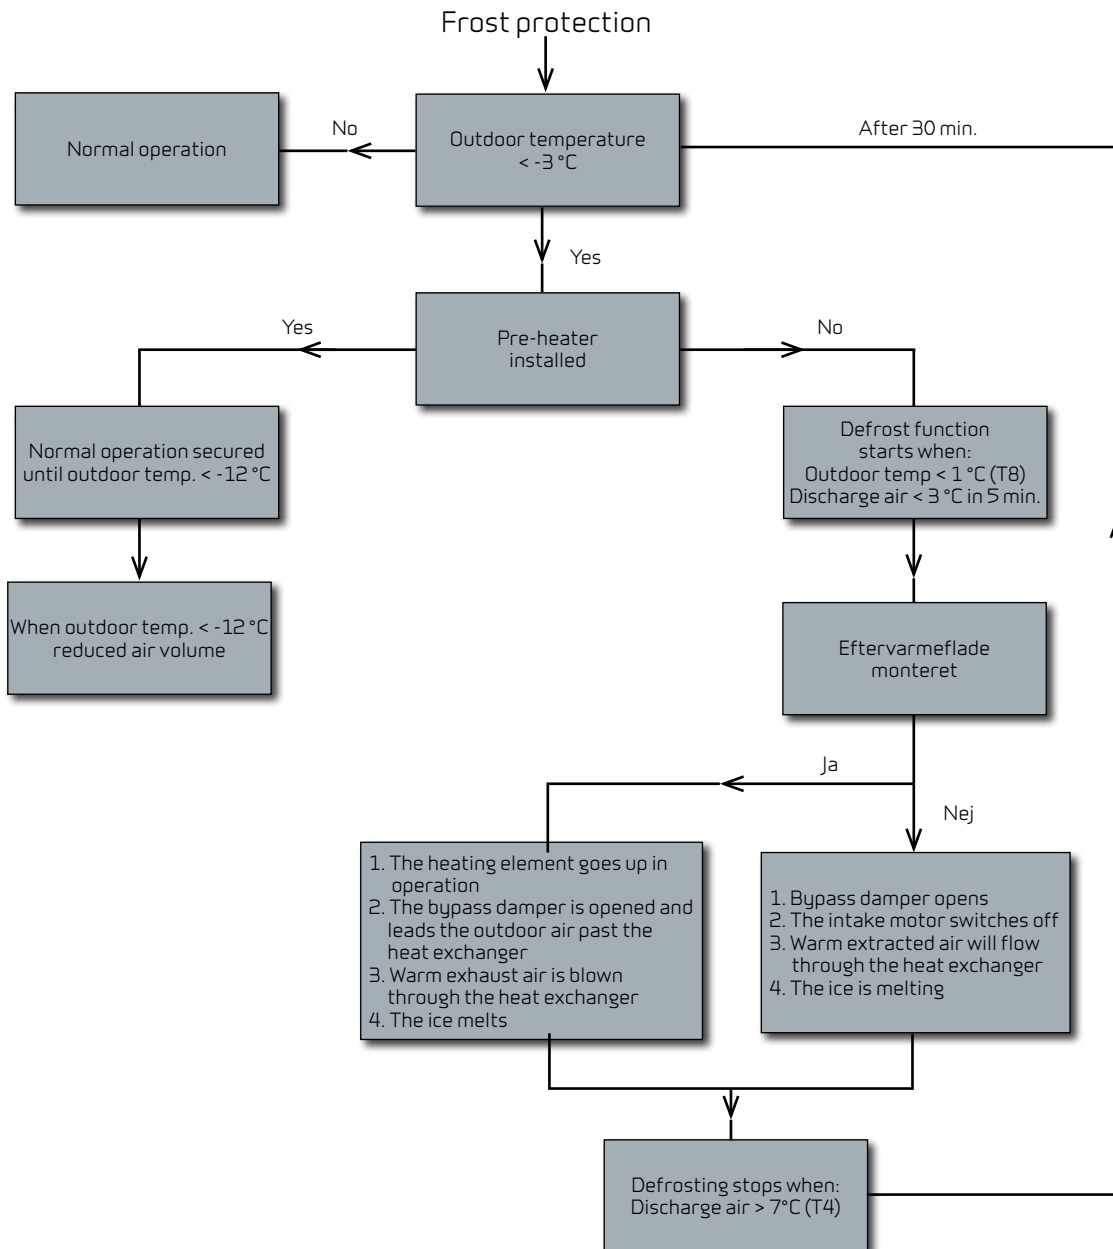 Frost protection
Normal operation
No
Outdoor temperature
< -3 °C
After 30 min.
Yes
Pre-heater
installed
Yes
No
Normal operation secured
until outdoor temp. < -12 °C
Defrost function
starts when:
Outdoor temp < 1 °C (T8)
Discharge air < 3 °C in 5 min.
When outdoor temp. < -12 °C
reduced air volume
Eftervarmeflade
monteret
Ja
Nej
1. The heating element goes up in
operation
2. The bypass damper is opened and
leads the outdoor air past the
heat exchanger
3. Warm exhaust air is blown
through the heat exchanger
4. The ice melts
1. Bypass damper opens
2. The intake motor switches off
3. Warm extracted air will flow
through the heat exchanger
4. The ice is melting
Defrosting stops when:
Discharge air > 7°C (T4)